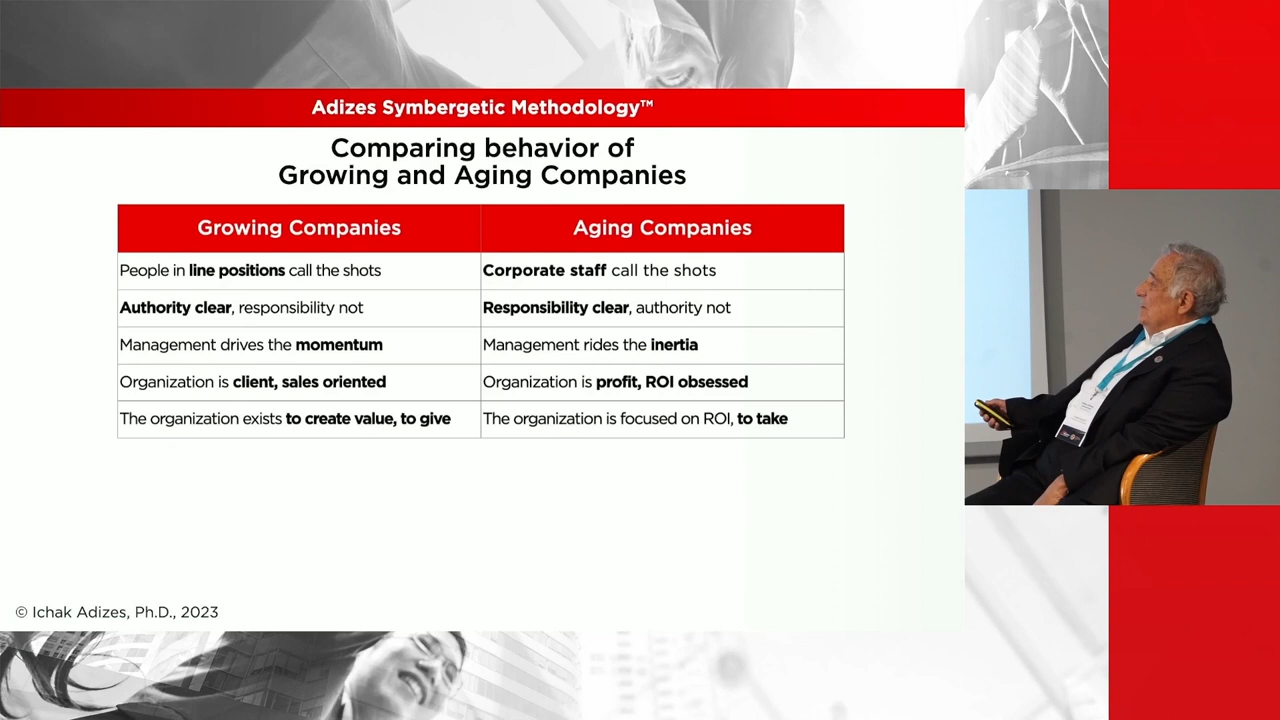 Adizes Symbergetic Methodology™
Comparing behavior of
Growing and Aging Companies
Growing Companies
Aging Companies
People in line positions call the shots
Corporate staff call the shots
Authority clear, responsibility not
Responsibility clear, authority not
Management drives the momentum
Management rides the inertia
Organization is client, sales oriented
Organization is profit, ROI obsessed
The organization exists to create value, to give
The organization is focused on ROI, to take
© Ichak Adizes, Ph.D., 2023